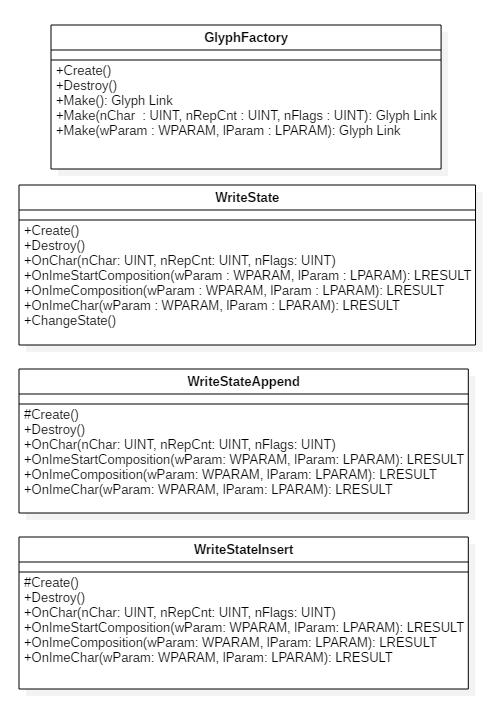 GlyphFactory
+Create()
+Destroy()
+Make(): Glyph Link
+Make(nChar  : UINT, nRepCnt : UINT, nFlags : UINT): Glyph Link
+Make(wParam : WPARAM, lParam : LPARAM): Glyph Link
WriteState
+Create()
+Destroy()
+OnChar(nChar: UINT, nRepCnt: UINT, nFlags: UINT)
+OnImeStartComposition(wParam : WPARAM, lParam : LPARAM): LRESULT
+OnImeComposition(wParam : WPARAM, lParam : LPARAM): LRESULT
+OnImeChar(wParam : WPARAM, lParam : LPARAM): LRESULT
+ChangeState()
WriteStateAppend
#Create()
+Destroy()
+OnChar(nChar: UINT, nRepCnt: UINT, nFlags: UINT)
+OnImeStartComposition(wParam: WPARAM, lParam: LPARAM): LRESULT
+OnImeComposition(wParam: WPARAM, lParam: LPARAM): LRESULT
+OnImeChar(wParam: WPARAM, lParam: LPARAM): LRESULT
WriteStateInsert
#Create()
+Destroy()
+OnChar(nChar: UINT, nRepCnt: UINT, nFlags: UINT)
+OnImeStartComposition(wParam: WPARAM, lParam: LPARAM): LRESULT
+OnImeComposition(wParam: WPARAM, lParam: LPARAM): LRESULT
+OnImeChar(wParam: WPARAM, lParam: LPARAM): LRESULT